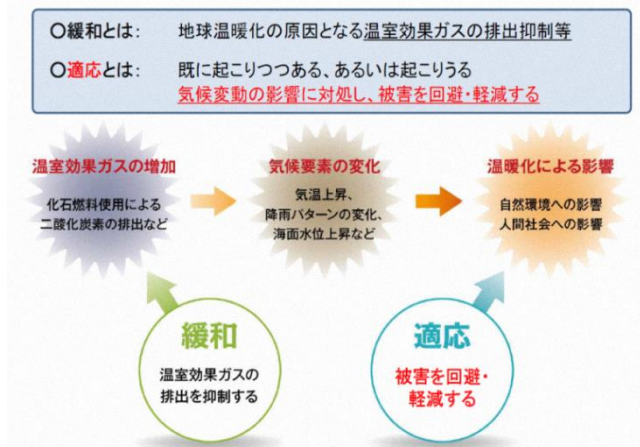 〇緩和とは: 地球温暖化の原因となる温室効果ガスの排出抑制等
〇適応とは: 既に起こりつつある、あるいは起こりうる
気候変動の影響に対処し、被害を回避・軽減する
温室効果ガスの増加
化石燃料使用による
二酸化炭素の排出など
気候要素の変化
気温上昇、
降雨パターンの変化、
海面水位上昇など
温暖化による影響
自然環境への影響
人間社会への影響
緩和
温室効果ガスの
排出を抑制する
適応
被害を回避・
軽減する